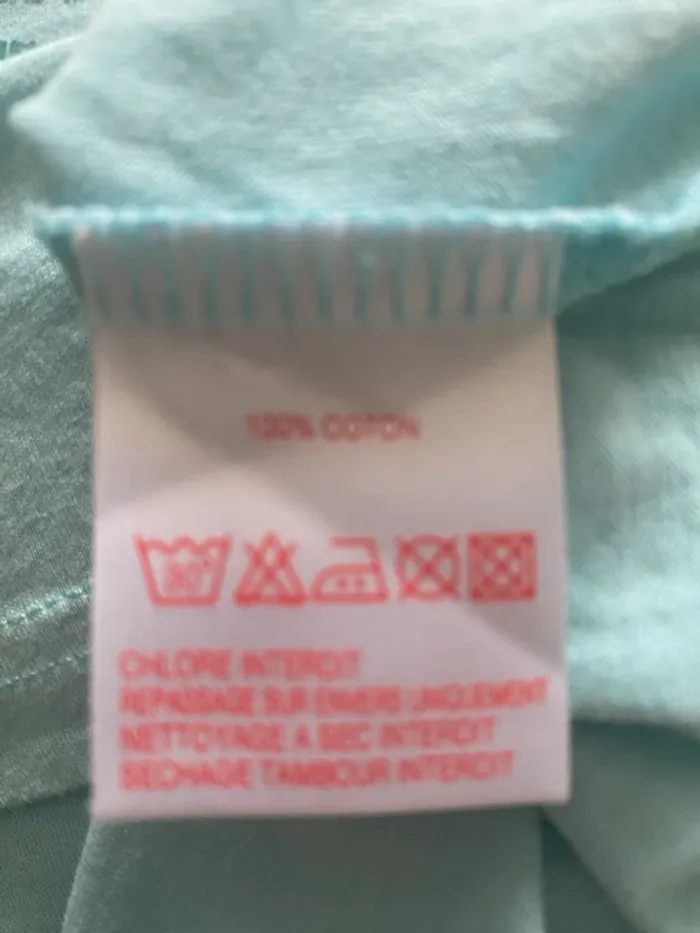 100% COTON
CHLORE INTERDIT
REPASSAGE SUR ENVERS UNIQUEMENT
NETTOYAGE A SEC INTERDIT
SECHAGE TAMBOUR INTERDIT